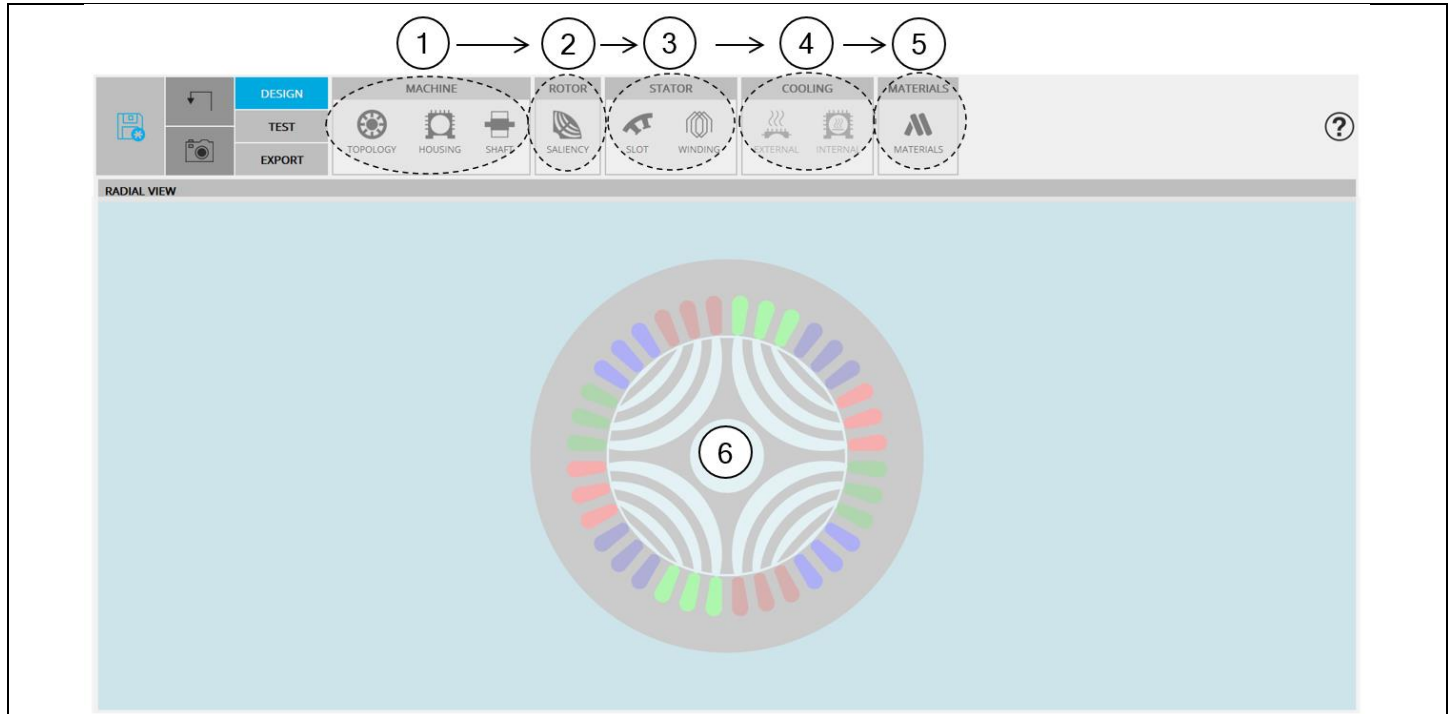 1 2 3 4 5
DESIGN MACHINE ROTOR STATOR COOLING MATERIALS
TEST
?
EXPORT TOPOLOGY HOUSING SHAFT SALIENCY SLOT WINDING EXTERNAL INTERNAL MATERIALS
RADIAL VIEW
6